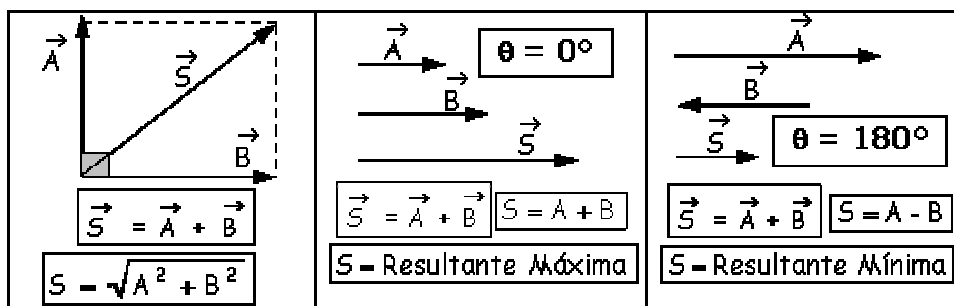 A⃗
S⃗
B⃗
S⃗ = A⃗ + B⃗
S = √A² + B²
A⃗
θ = 0°
B⃗
S⃗
S⃗ = A⃗ + B⃗
S = A + B
S = Resultante Máxima
A⃗
B⃗
S⃗
θ = 180°
S⃗ = A⃗ + B⃗
S = A - B
S = Resultante Mínima